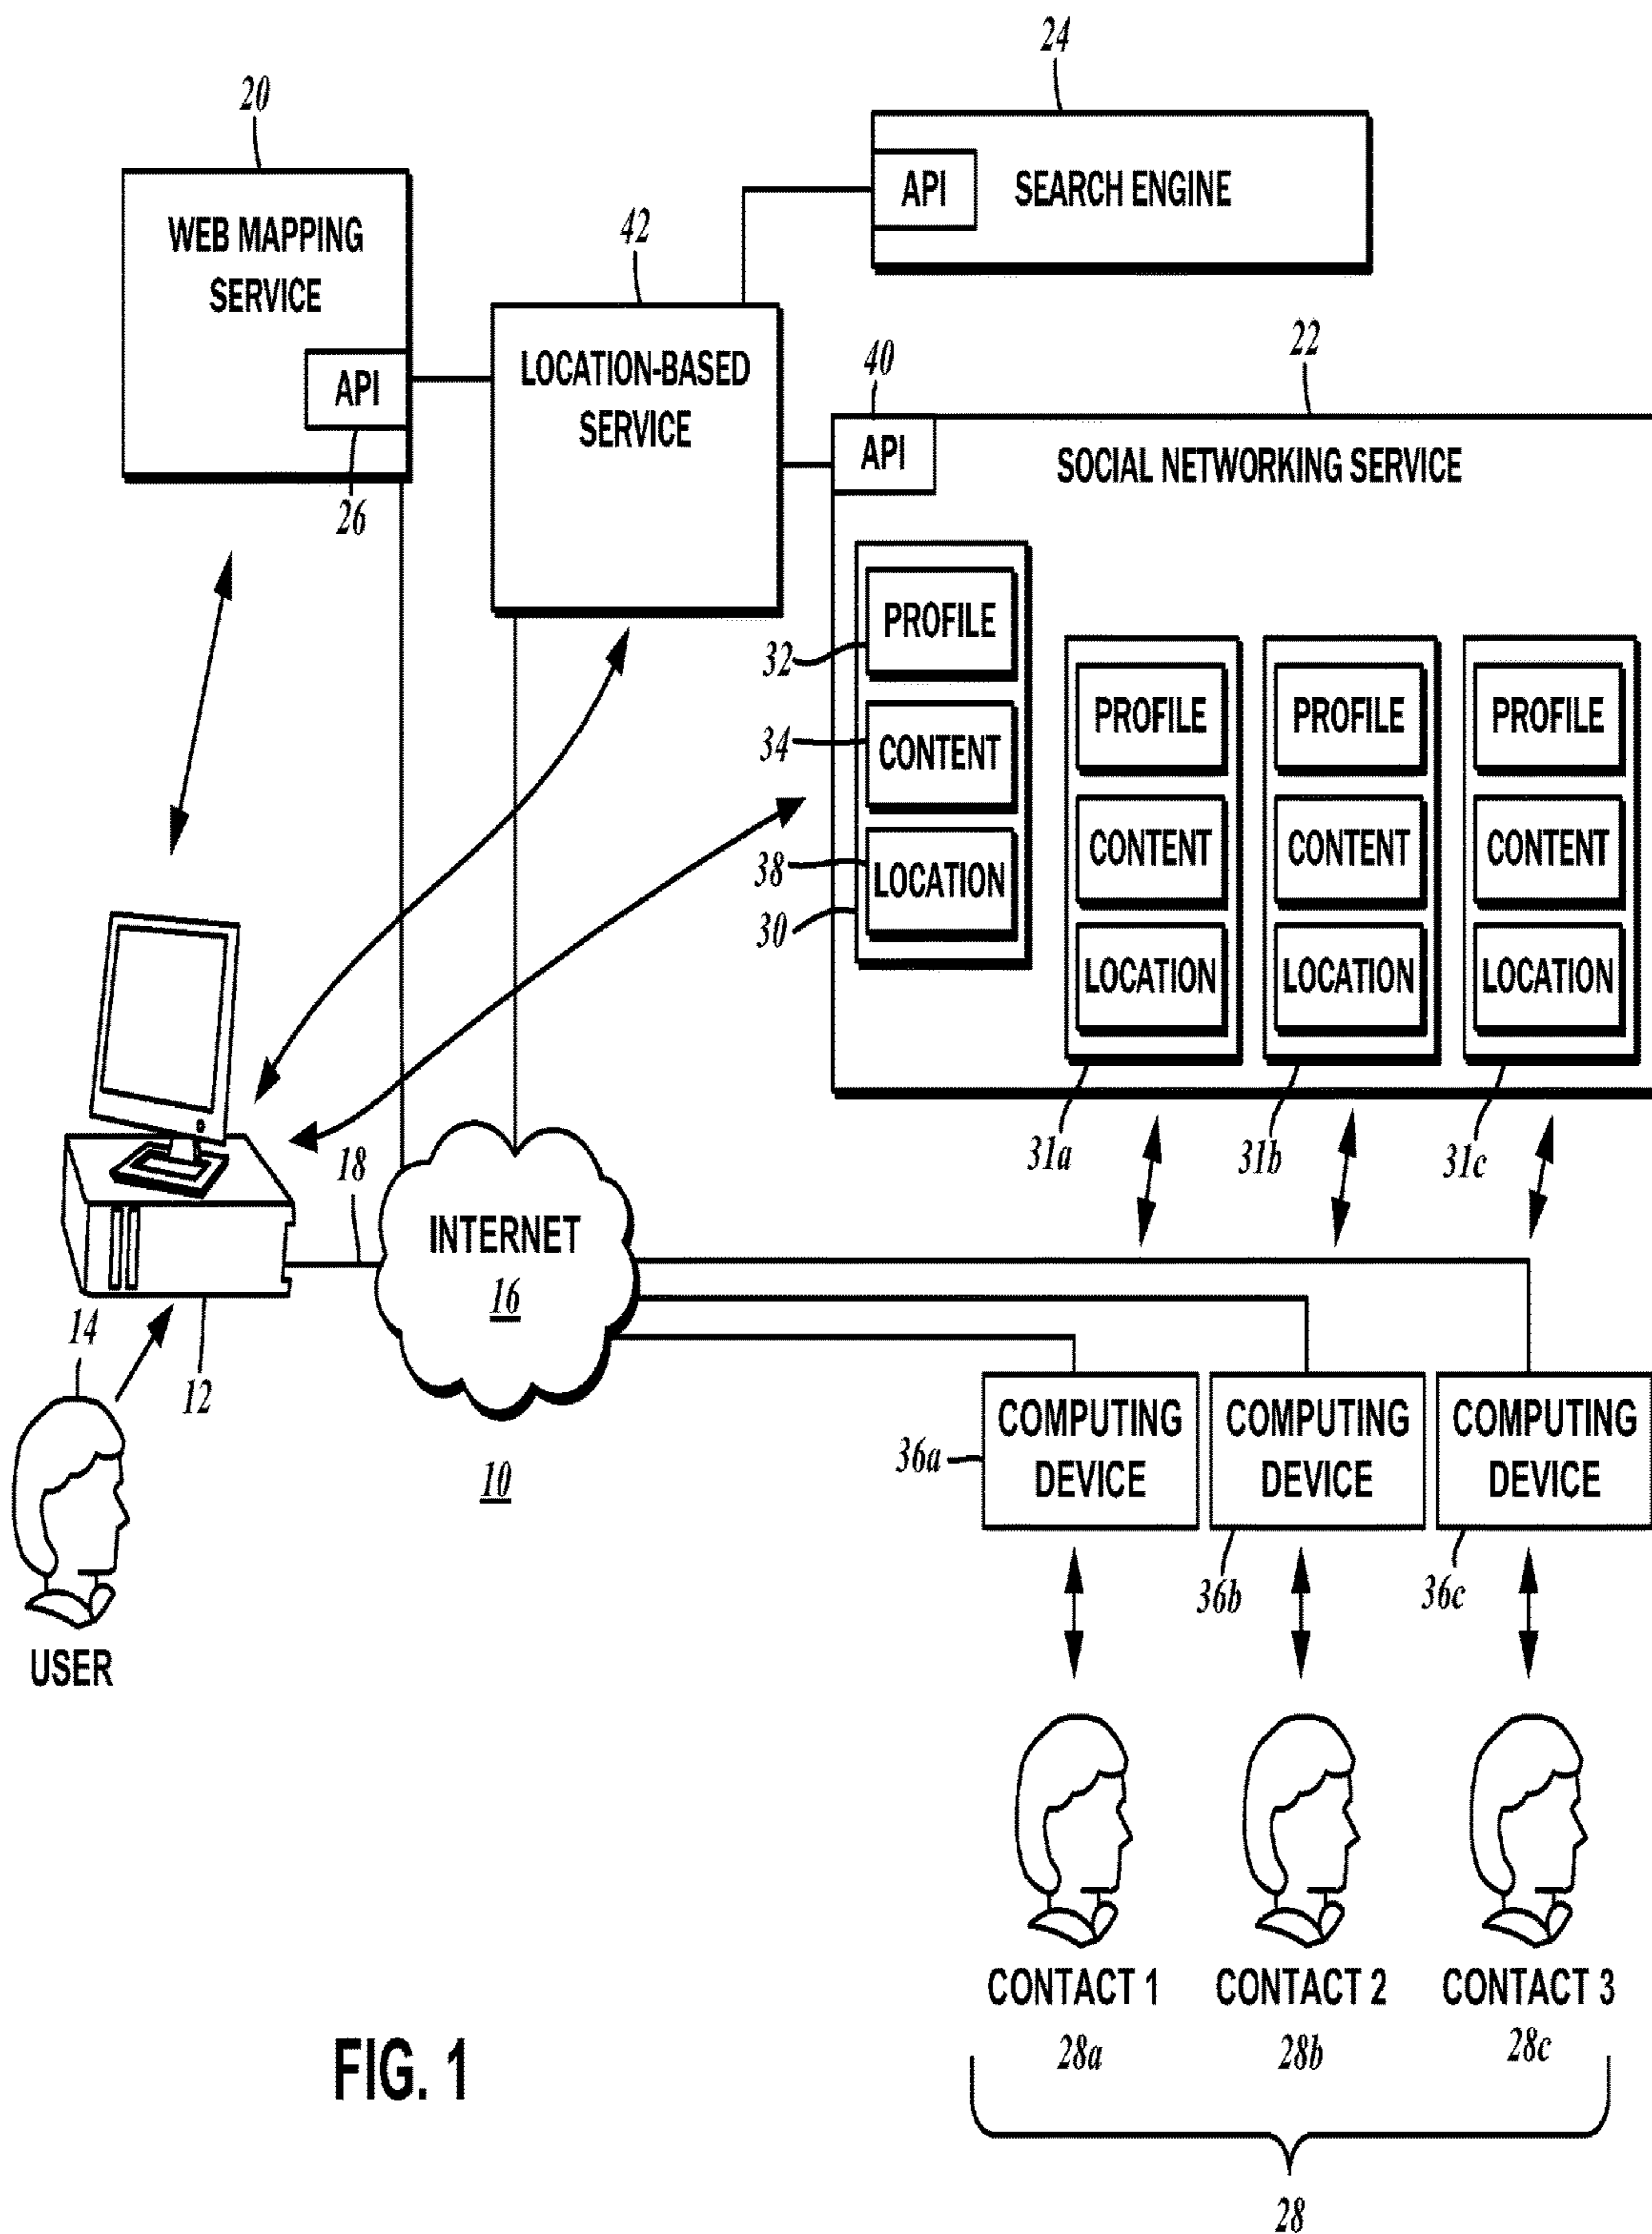 24
20
API
SEARCH ENGINE
WEB MAPPING
SERVICE
42
22
40
LOCATION-BASED
SERVICE
API
API
SOCIAL NETWORKING SERVICE
26
PROFILE
32
PROFILE
PROFILE
PROFILE
34
CONTENT
CONTENT
CONTENT
CONTENT
38
LOCATION
30
LOCATION
LOCATION
LOCATION
31a
31b
31c
18
INTERNET
16
14
12
10
COMPUTING
DEVICE
COMPUTING
DEVICE
COMPUTING
DEVICE
36a
36b
36c
USER
CONTACT 1
CONTACT 2
CONTACT 3
28a
28b
28c
FIG. 1
28